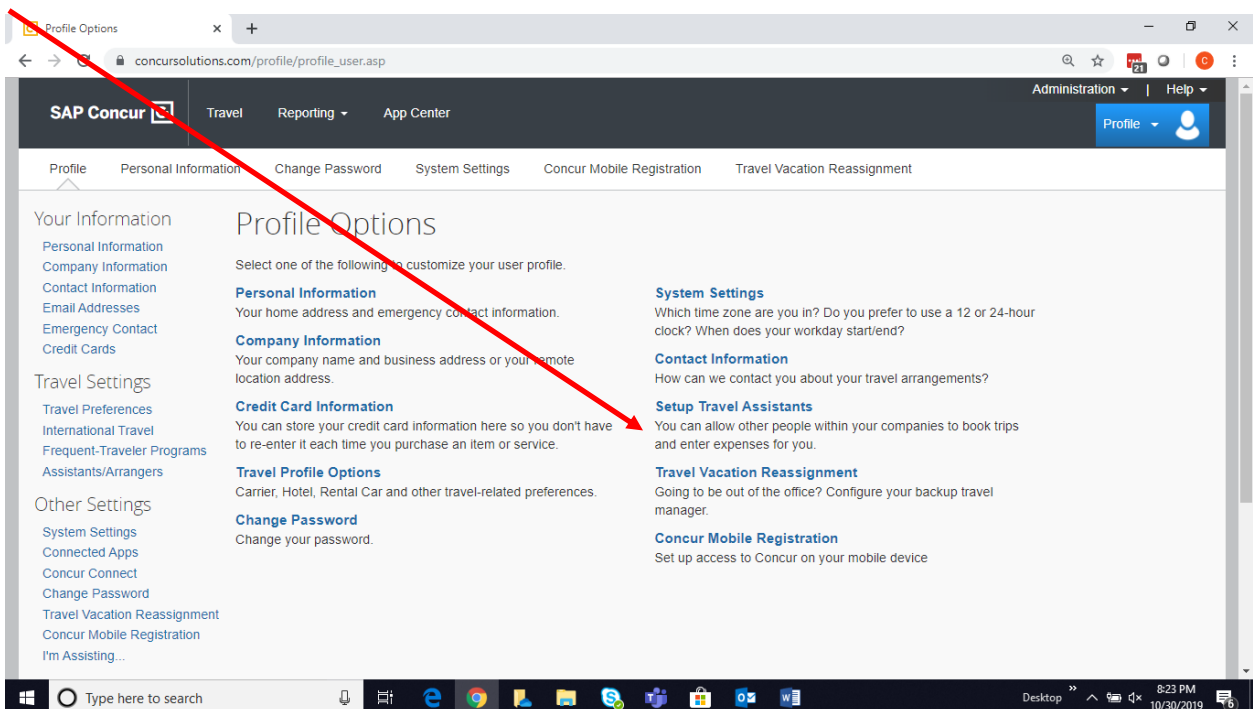 Profile Options
concursolutions.com/profile/profile_user.asp
21
C
Administration | Help
SAP Concur C Travel Reporting App Center
Profile
Profile Personal Information Change Password System Settings Concur Mobile Registration Travel Vacation Reassignment
Your Information
Personal Information
Company Information
Contact Information
Email Addresses
Emergency Contact
Credit Cards
Travel Settings
Travel Preferences
International Travel
Frequent-Traveler Programs
Assistants/Arrangers
Other Settings
System Settings
Connected Apps
Concur Connect
Change Password
Travel Vacation Reassignment
Concur Mobile Registration
I'm Assisting...
Profile Options
Select one of the following to customize your user profile.
Personal Information
Your home address and emergency contact information.
Company Information
Your company name and business address or your remote
location address.
Credit Card Information
You can store your credit card information here so you don't have
to re-enter it each time you purchase an item or service.
Travel Profile Options
Carrier, Hotel, Rental Car and other travel-related preferences.
Change Password
Change your password.
System Settings
Which time zone are you in? Do you prefer to use a 12 or 24-hour
clock? When does your workday start/end?
Contact Information
How can we contact you about your travel arrangements?
Setup Travel Assistants
You can allow other people within your companies to book trips
and enter expenses for you.
Travel Vacation Reassignment
Going to be out of the office? Configure your backup travel
manager.
Concur Mobile Registration
Set up access to Concur on your mobile device
Type here to search
Desktop
8:23 PM
10/30/2019
6